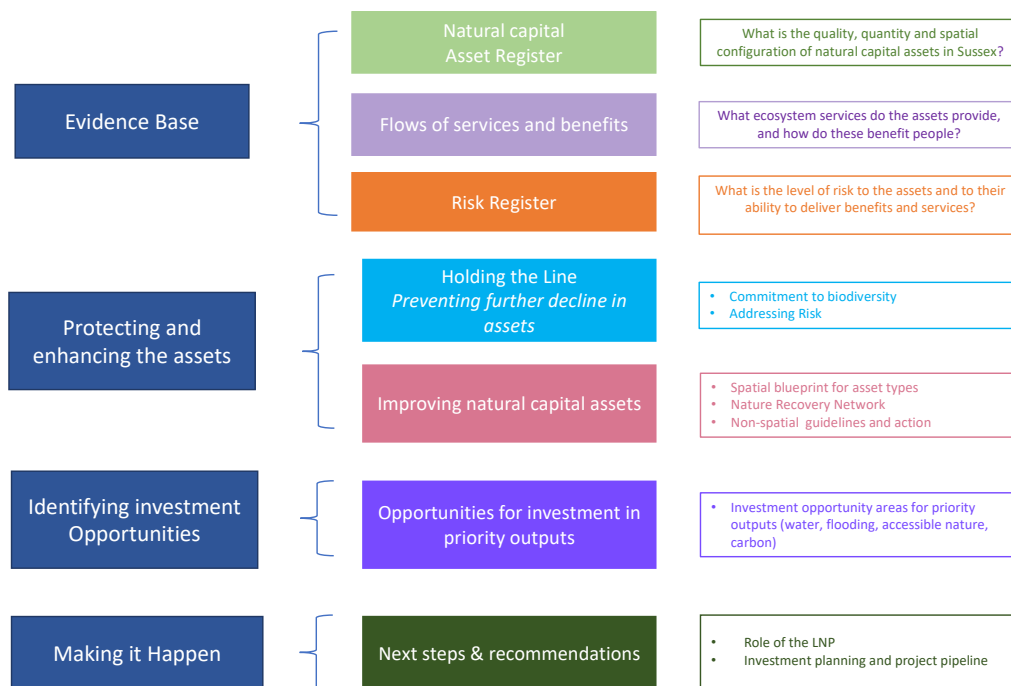 Evidence Base
Natural capital
Asset Register
What is the quality, quantity and spatial
configuration of natural capital assets in Sussex?
Flows of services and benefits
What ecosystem services do the assets provide,
and how do these benefit people?
Risk Register
What is the level of risk to the assets and to their
ability to deliver benefits and services?
Protecting and
enhancing the assets
Holding the Line
Preventing further decline in
assets
• Commitment to biodiversity
• Addressing Risk
Improving natural capital assets
• Spatial blueprint for asset types
• Nature Recovery Network
• Non-spatial guidelines and action
Identifying investment
Opportunities
Opportunities for investment in
priority outputs
• Investment opportunity areas for priority
outputs (water, flooding, accessible nature,
carbon)
Making it Happen
Next steps & recommendations
• Role of the LNP
• Investment planning and project pipeline